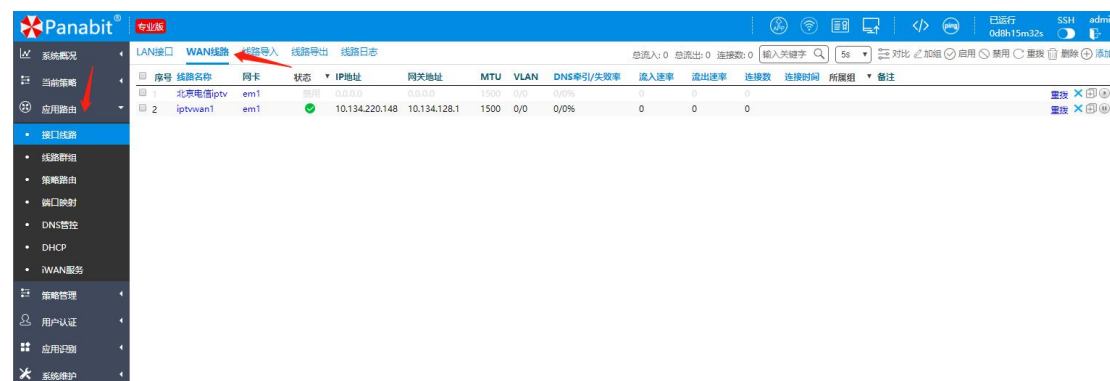 Panabit® 专业版 ping 已运行 SSH admi
0d8h15m32s
系统概况
LAN接口 WAN线路 线路导入 线路导出 线路日志 总流入: 0 总流出: 0 连接数: 0 输入关键字 5s 对比 加组 启用 禁用 重拨 删除 添加
当前策略
序号 线路名称 网卡 状态 IP地址 网关地址 MTU VLAN DNS牵引/失效率 流入速率 流出速率 连接数 连接时间 所属组 备注
1 北京电信iptv em1 禁用 0.0.0.0 0.0.0.0 1500 0/0 0/0% 0 0 0 重拨
应用路由
2 iptvwan1 em1 10.134.220.148 10.134.128.1 1500 0/0 0/0% 0 0 0 重拨
接口线路
线路群组
策略路由
端口映射
DNS管控
DHCP
iWAN服务
策略管理
用户认证
应用识别
系统维护